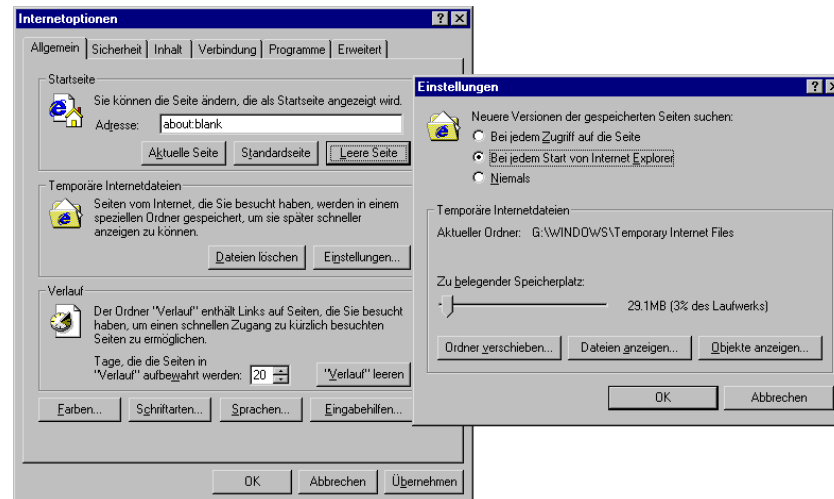 Internetoptionen
Allgemein Sicherheit Inhalt Verbindung Programme Erweitert
Startseite
Sie können die Seite ändern, die als Startseite angezeigt wird.
Adresse: about:blank
Aktuelle Seite Standardseite Leere Seite
Temporäre Internetdateien
Seiten vom Internet, die Sie besucht haben, werden in einem
speziellen Ordner gespeichert, um sie später schneller
anzeigen zu können.
Dateien löschen Einstellungen...
Verlauf
Der Ordner "Verlauf" enthält Links auf Seiten, die Sie besucht
haben, um einen schnellen Zugang zu kürzlich besuchten
Seiten zu ermöglichen.
Tage, die die Seiten in
"Verlauf" aufbewahrt werden: 20 "Verlauf" leeren
Farben... Schriftarten... Sprachen... Eingabehilfen...
OK Abbrechen Übernehmen
Einstellungen
Neuere Versionen der gespeicherten Seiten suchen:
Bei jedem Zugriff auf die Seite
Bei jedem Start von Internet Explorer
Niemals
Temporäre Internetdateien
Aktueller Ordner: G:\WINDOWS\Temporary Internet Files
Zu belegender Speicherplatz:
29.1MB (3% des Laufwerks)
Ordner verschieben... Dateien anzeigen... Objekte anzeigen...
OK Abbrechen